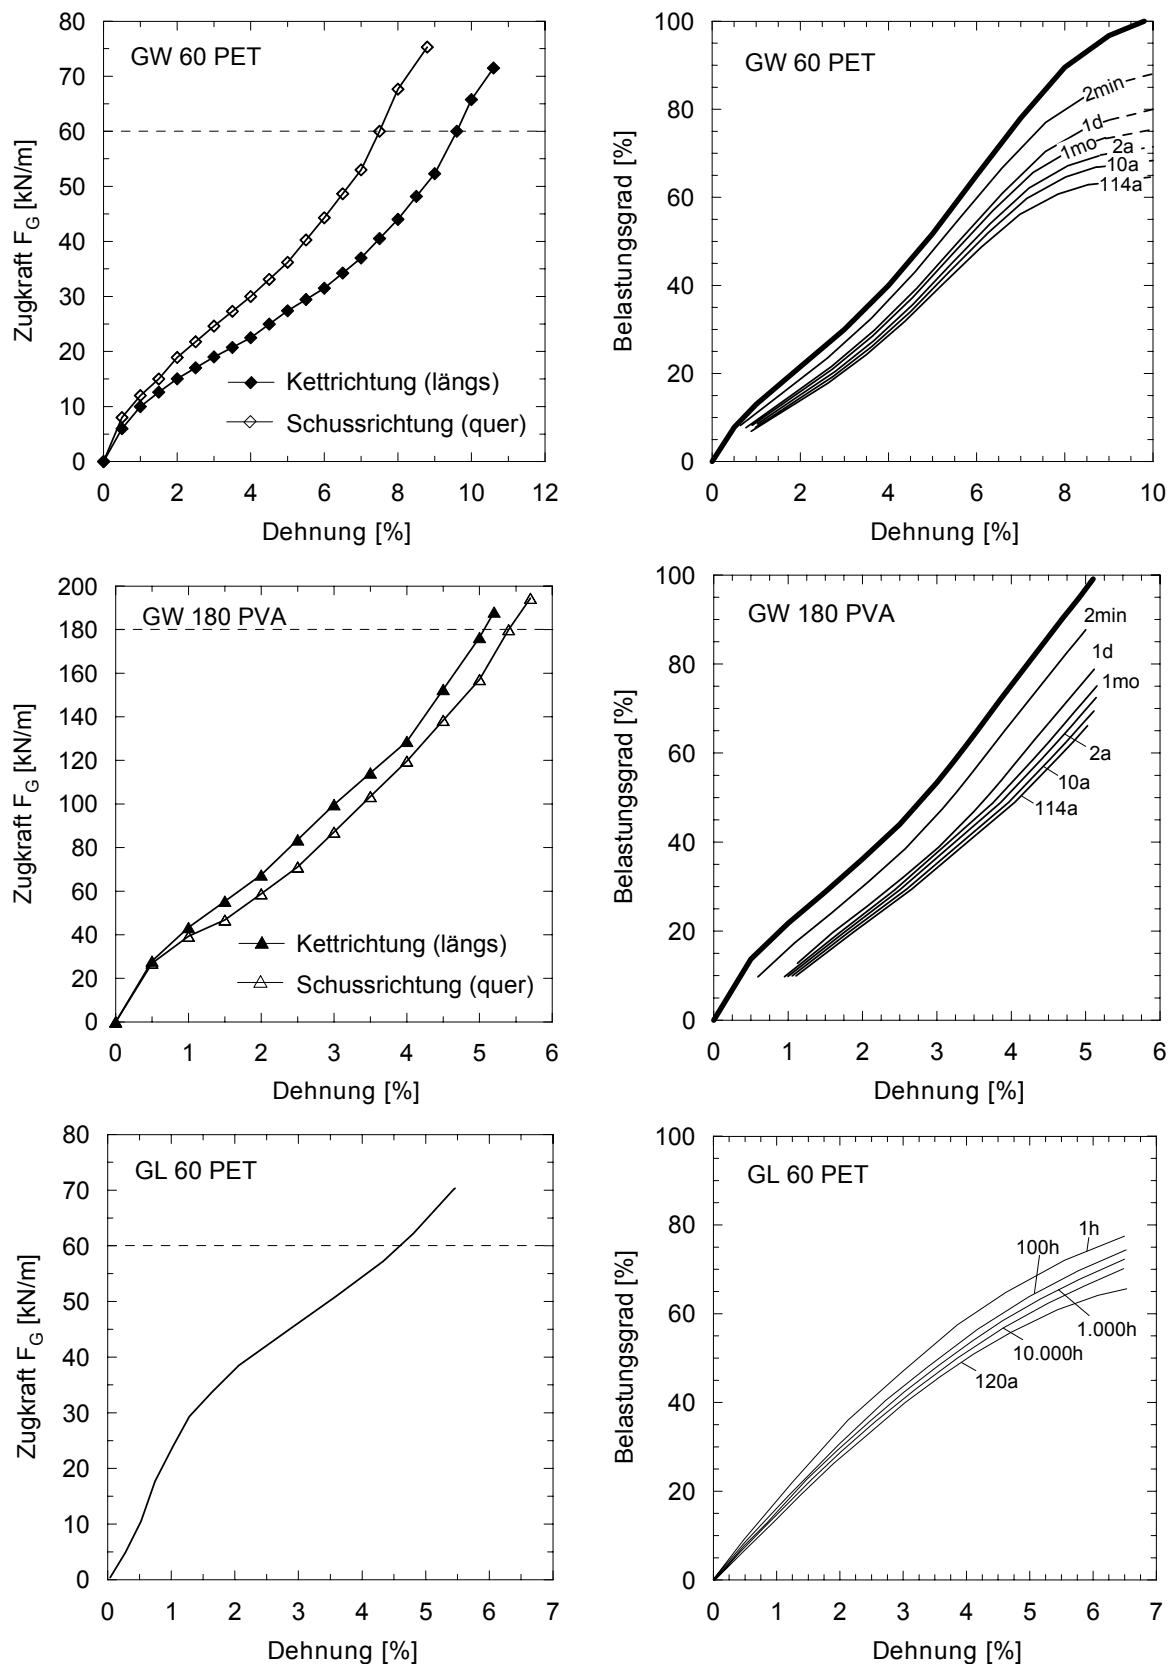 GW 60 PET
Zugkraft F_G [kN/m]
80
70
60
50
40
30
20
10
0
Kettrichtung (längs)
Schussrichtung (quer)
0 2 4 6 8 10 12
Dehnung [%]
GW 60 PET
Belastungsgrad [%]
100
80
60
40
20
0
2min
1d
1mo
2a
10a
114a
0 2 4 6 8 10
Dehnung [%]
GW 180 PVA
Zugkraft F_G [kN/m]
200
180
160
140
120
100
80
60
40
20
0
Kettrichtung (längs)
Schussrichtung (quer)
0 1 2 3 4 5 6
Dehnung [%]
GW 180 PVA
Belastungsgrad [%]
100
80
60
40
20
0
2min
1d
1mo
2a
10a
114a
0 1 2 3 4 5 6
Dehnung [%]
GL 60 PET
Zugkraft F_G [kN/m]
80
70
60
50
40
30
20
10
0
0 1 2 3 4 5 6 7
Dehnung [%]
GL 60 PET
Belastungsgrad [%]
100
80
60
40
20
0
1h
100h
1.000h
10.000h
120a
0 1 2 3 4 5 6 7
Dehnung [%]